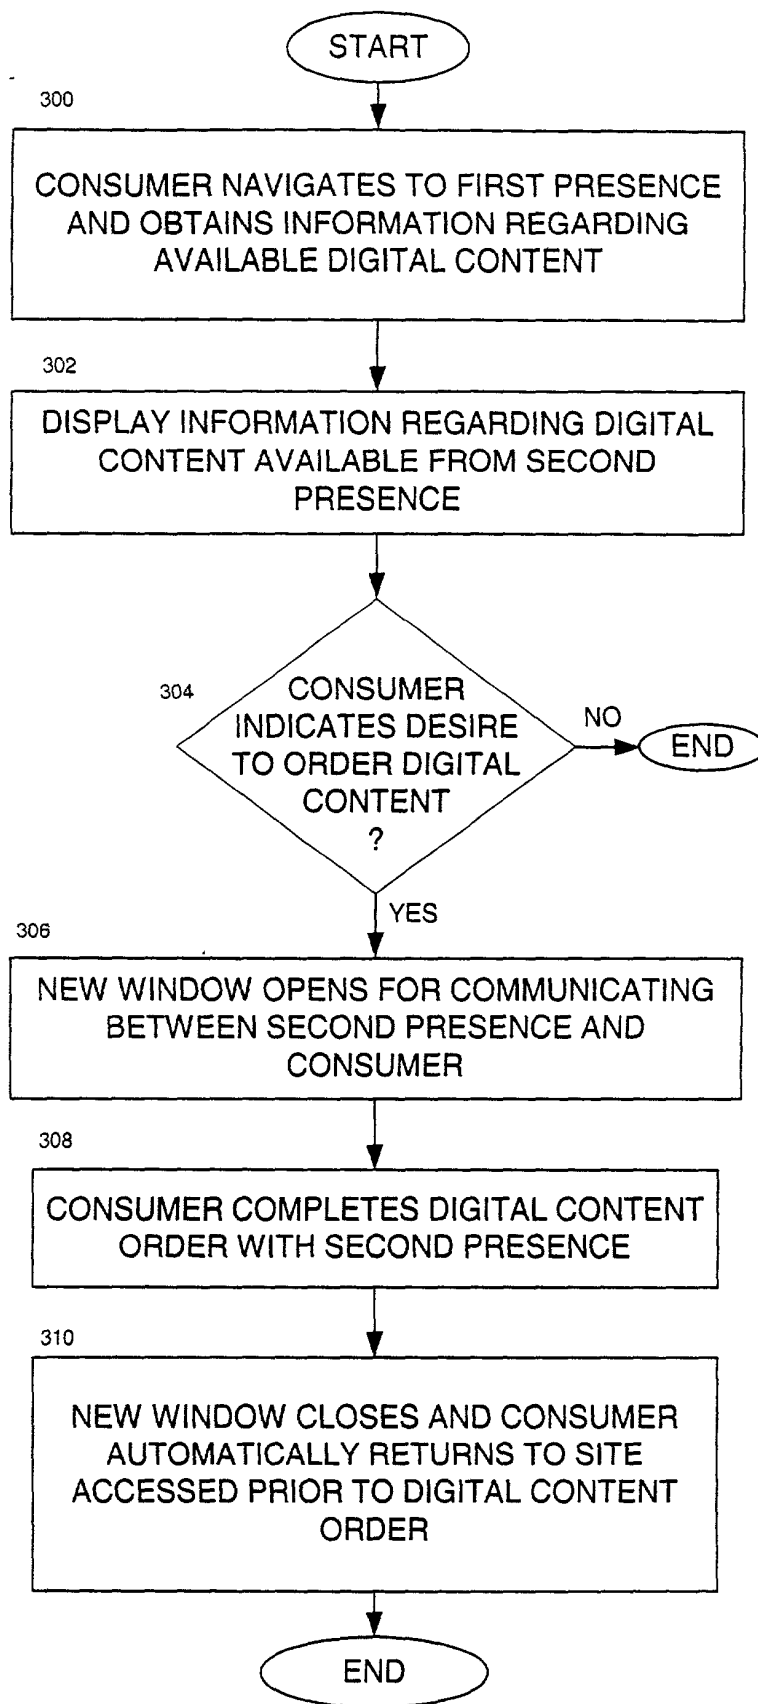 START
300
CONSUMER NAVIGATES TO FIRST PRESENCE
AND OBTAINS INFORMATION REGARDING
AVAILABLE DIGITAL CONTENT
302
DISPLAY INFORMATION REGARDING DIGITAL
CONTENT AVAILABLE FROM SECOND
PRESENCE
304
CONSUMER
INDICATES DESIRE
TO ORDER DIGITAL
CONTENT
?
NO
END
YES
306
NEW WINDOW OPENS FOR COMMUNICATING
BETWEEN SECOND PRESENCE AND
CONSUMER
308
CONSUMER COMPLETES DIGITAL CONTENT
ORDER WITH SECOND PRESENCE
310
NEW WINDOW CLOSES AND CONSUMER
AUTOMATICALLY RETURNS TO SITE
ACCESSED PRIOR TO DIGITAL CONTENT
ORDER
END